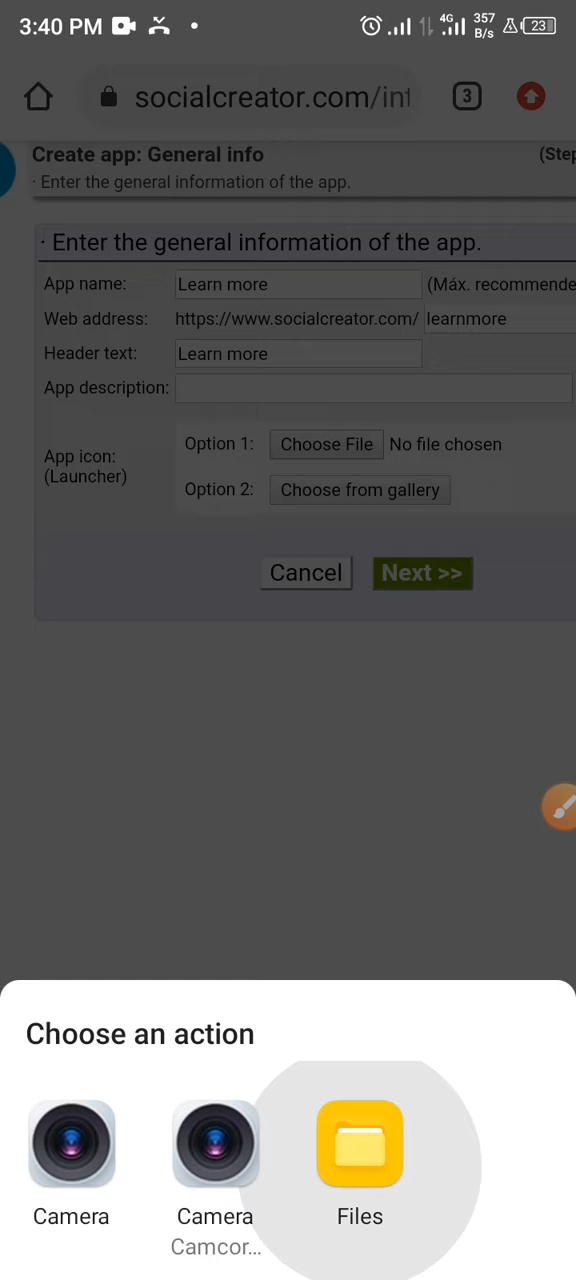 3:40 PM 4G 357 B/s 23
socialcreator.com/int 3
Create app: General info (Step
· Enter the general information of the app.
· Enter the general information of the app.
App name: Learn more (Máx. recommende
Web address: https://www.socialcreator.com/ learnmore
Header text: Learn more
App description:
App icon: (Launcher)
Option 1: Choose File No file chosen
Option 2: Choose from gallery
Cancel Next >>
Choose an action
Camera Camera Files
Camcor...